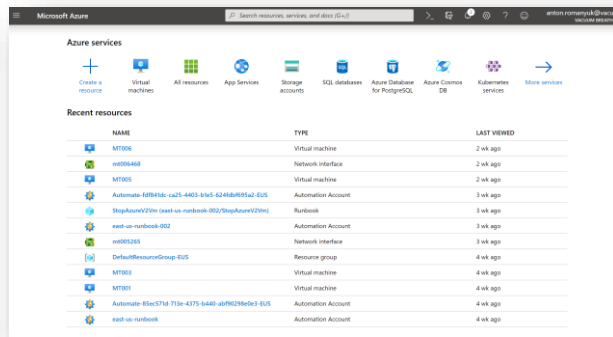 Microsoft Azure
Search resources, services, and docs (G+/)
anton.romanyuk@vacu
VACUUM BREATH
Azure services
Create a resource
Virtual machines
All resources
App Services
Storage accounts
SQL databases
Azure Database for PostgreSQL
Azure Cosmos DB
Kubernetes services
More services
Recent resources
NAME TYPE LAST VIEWED
MT006 Virtual machine 2 wk ago
mt006468 Network interface 2 wk ago
MT005 Virtual machine 2 wk ago
Automate-fdf841dc-ca25-4403-b1e5-624fdbf695a2-EUS Automation Account 3 wk ago
StopAzureV2Vm (east-us-runbook-002/StopAzureV2Vm) Runbook 3 wk ago
east-us-runbook-002 Automation Account 3 wk ago
mt005265 Network interface 3 wk ago
DefaultResourceGroup-EUS Resource group 4 wk ago
MT003 Virtual machine 4 wk ago
MT001 Virtual machine 4 wk ago
Automate-85ec571d-713e-4375-b440-abf90298e0e3-EUS Automation Account 4 wk ago
east-us-runbook Automation Account 4 wk ago